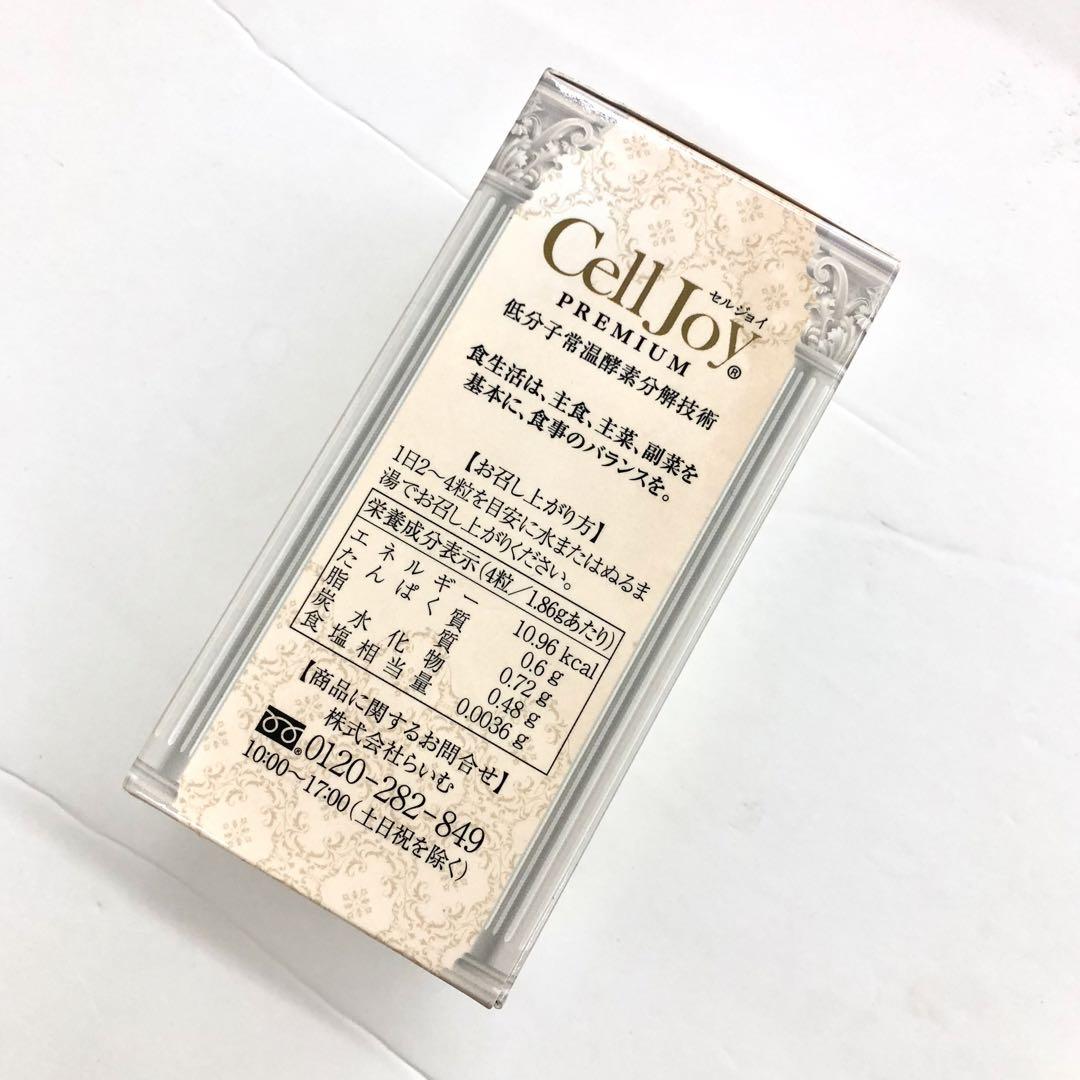 セルジョイ
Cell Joy®
PREMIUM
低分子常温酵素分解技術
食生活は、主食、主菜、副菜を
基本に、食事のバランスを。
【お召し上がり方】
1日2〜4粒を目安に水またはぬるま
湯でお召し上がりください。
栄養成分表示(4粒/1.86gあたり)
エネルギー 10.96 kcal
たんぱく質 0.6 g
脂質 0.72 g
炭水化物 0.48 g
食塩相当量 0.0036 g
【商品に関するお問合せ】
株式会社らいむ
0120-282-849
10:00〜17:00(土日祝を除く)